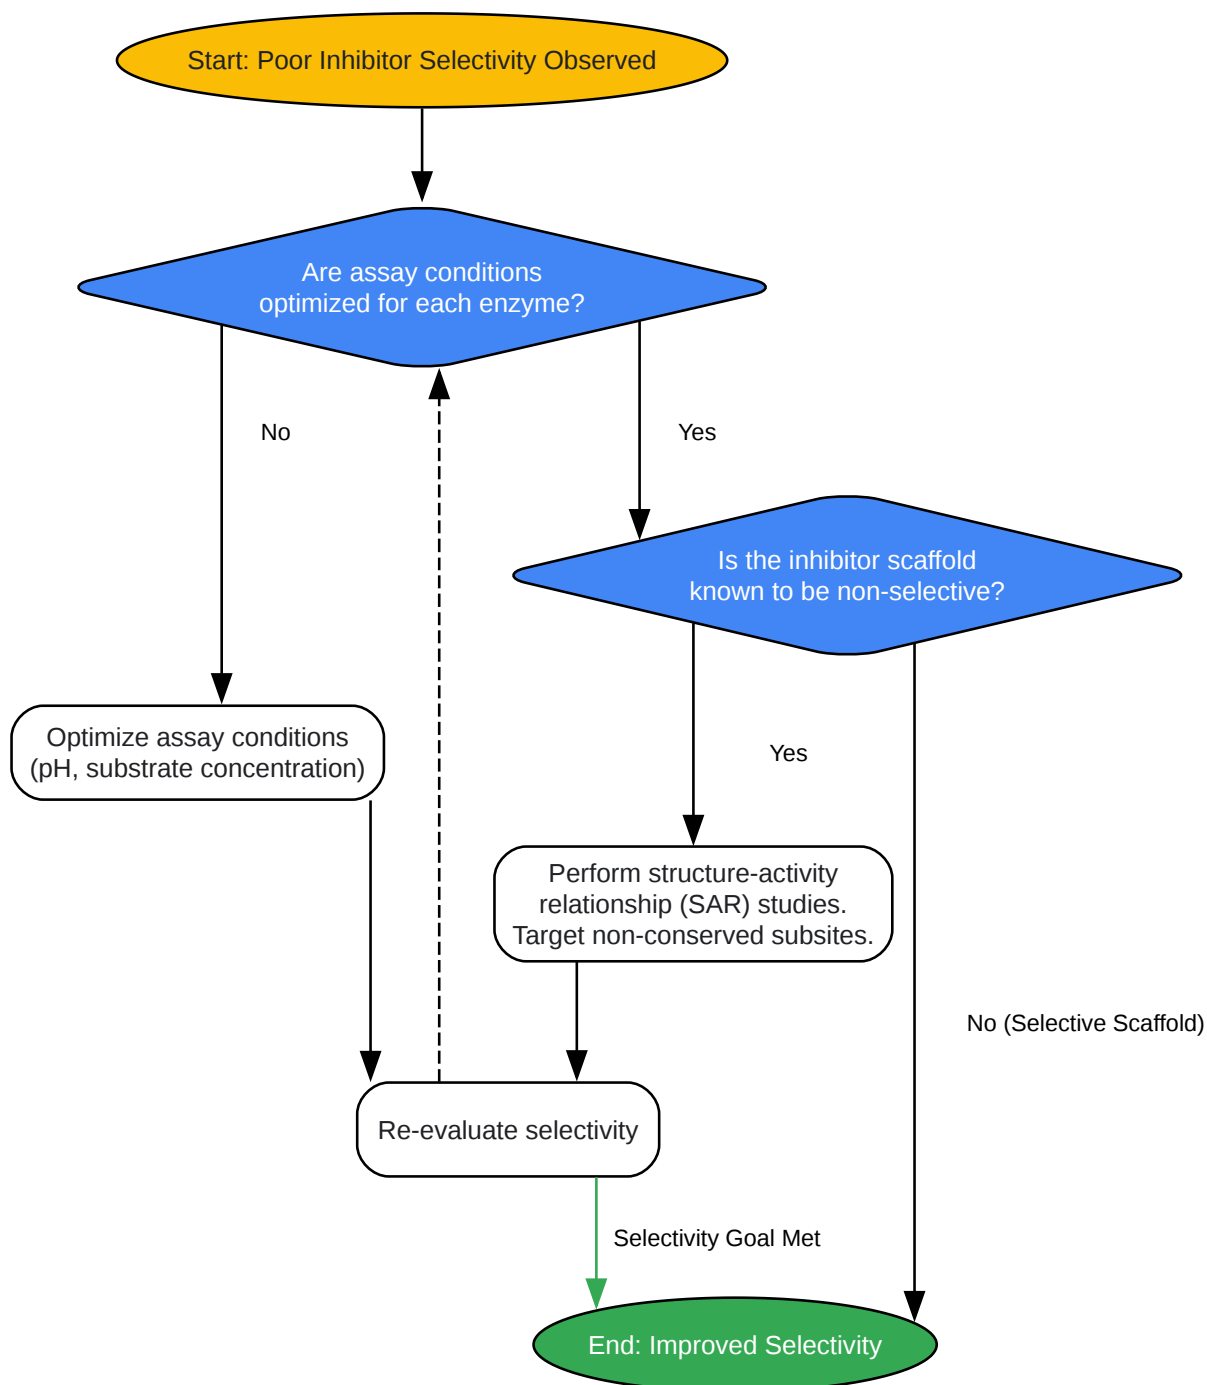 Start: Poor Inhibitor Selectivity Observed
Are assay conditions
optimized for each enzyme?
No
Yes
Is the inhibitor scaffold
known to be non-selective?
Optimize assay conditions
(pH, substrate concentration)
Yes
Perform structure-activity
relationship (SAR) studies.
Target non-conserved subsites.
No (Selective Scaffold)
Re-evaluate selectivity
Selectivity Goal Met
End: Improved Selectivity